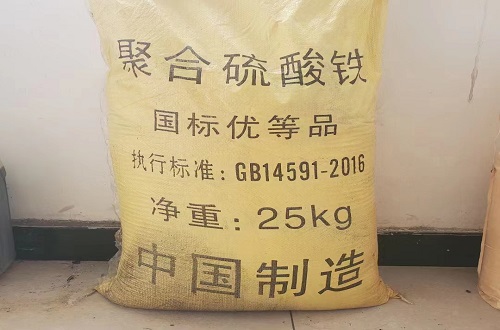 聚合硫酸铁
国标优等品
执行标准:GB14591-2016
净重:25kg
中国制造